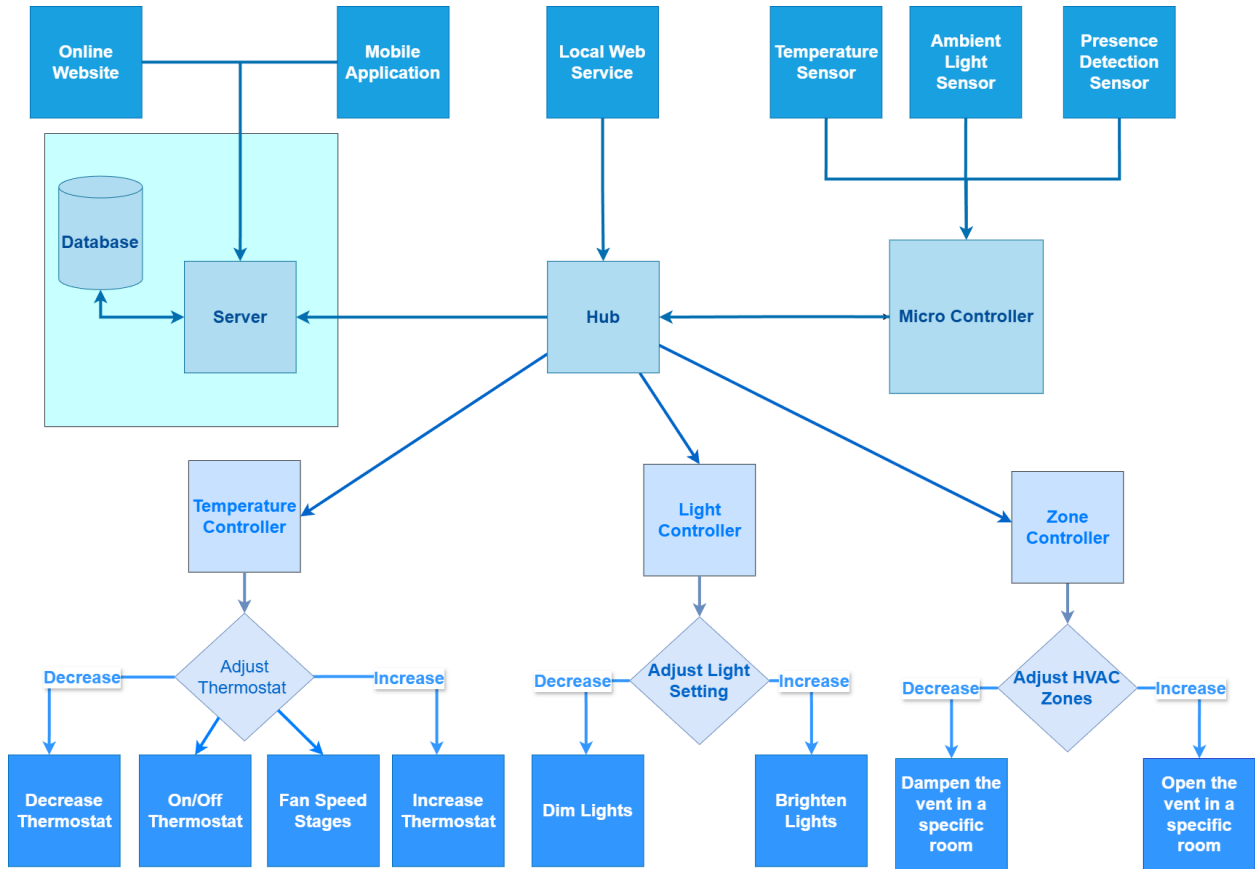 Online
Website
Mobile
Application
Local Web
Service
Temperature
Sensor
Ambient
Light
Sensor
Presence
Detection
Sensor
Database
Server
Hub
Micro Controller
Temperature
Controller
Light
Controller
Zone
Controller
Adjust
Thermostat
Decrease
Increase
Adjust Light
Setting
Decrease
Increase
Adjust HVAC
Zones
Decrease
Increase
Decrease
Thermostat
On/Off
Thermostat
Fan Speed
Stages
Increase
Thermostat
Dim Lights
Brighten
Lights
Dampen the
vent in a
specific
room
Open the
vent in a
specific
room